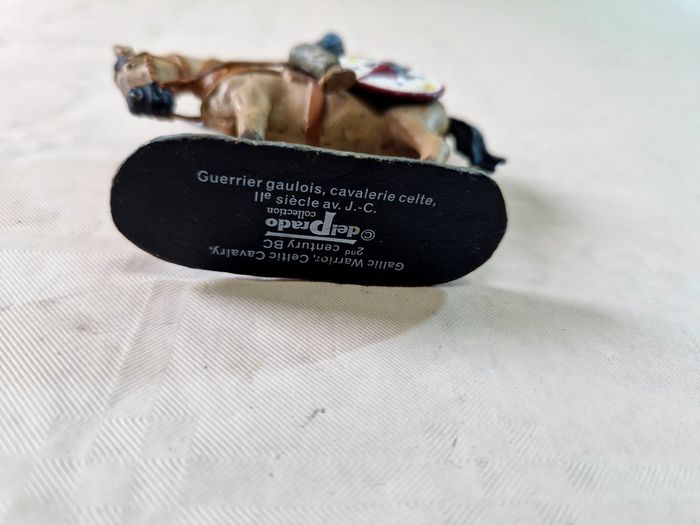 Guerrier gaulois, cavalerie celte,
IIe siècle av. J.-C.
Gallic Warrior, Celtic Cavalry,
2nd century BC
© delPrado
collection